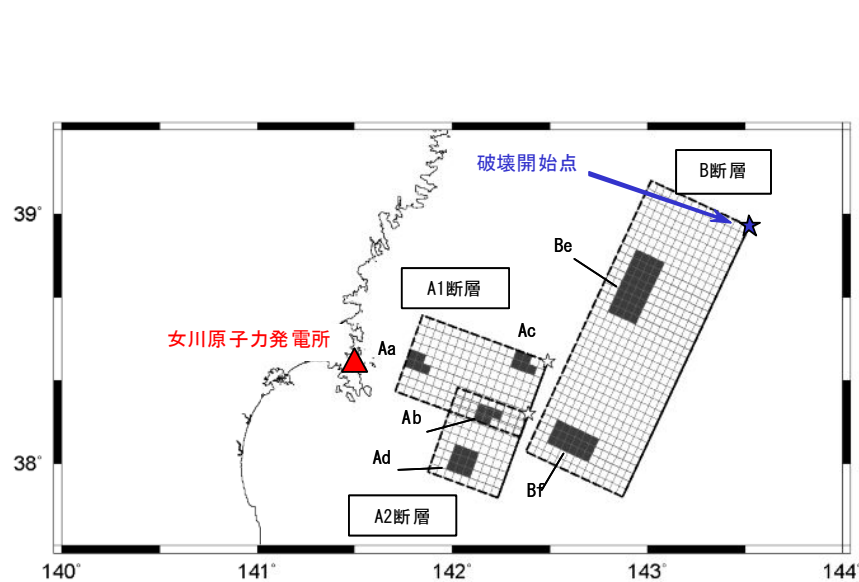 破壊開始点
B断層
39°
Be
A1断層
女川原子力発電所
Aa
Ac
Ab
Ad
38°
Bf
A2断層
140°
141°
142°
143°
144°